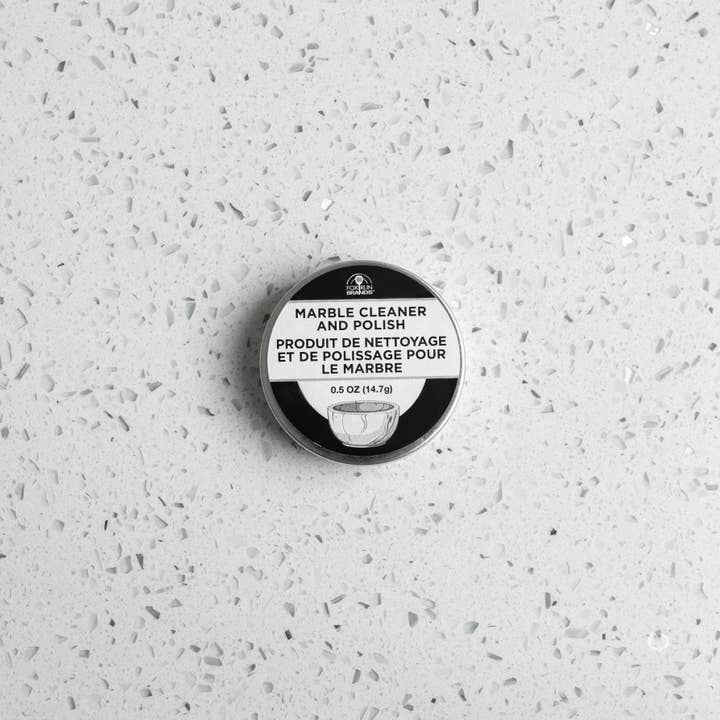 FOX RUN
BRANDS™
MARBLE CLEANER
AND POLISH
PRODUIT DE NETTOYAGE
ET DE POLISSAGE POUR
LE MARBRE
0.5 OZ (14.7g)